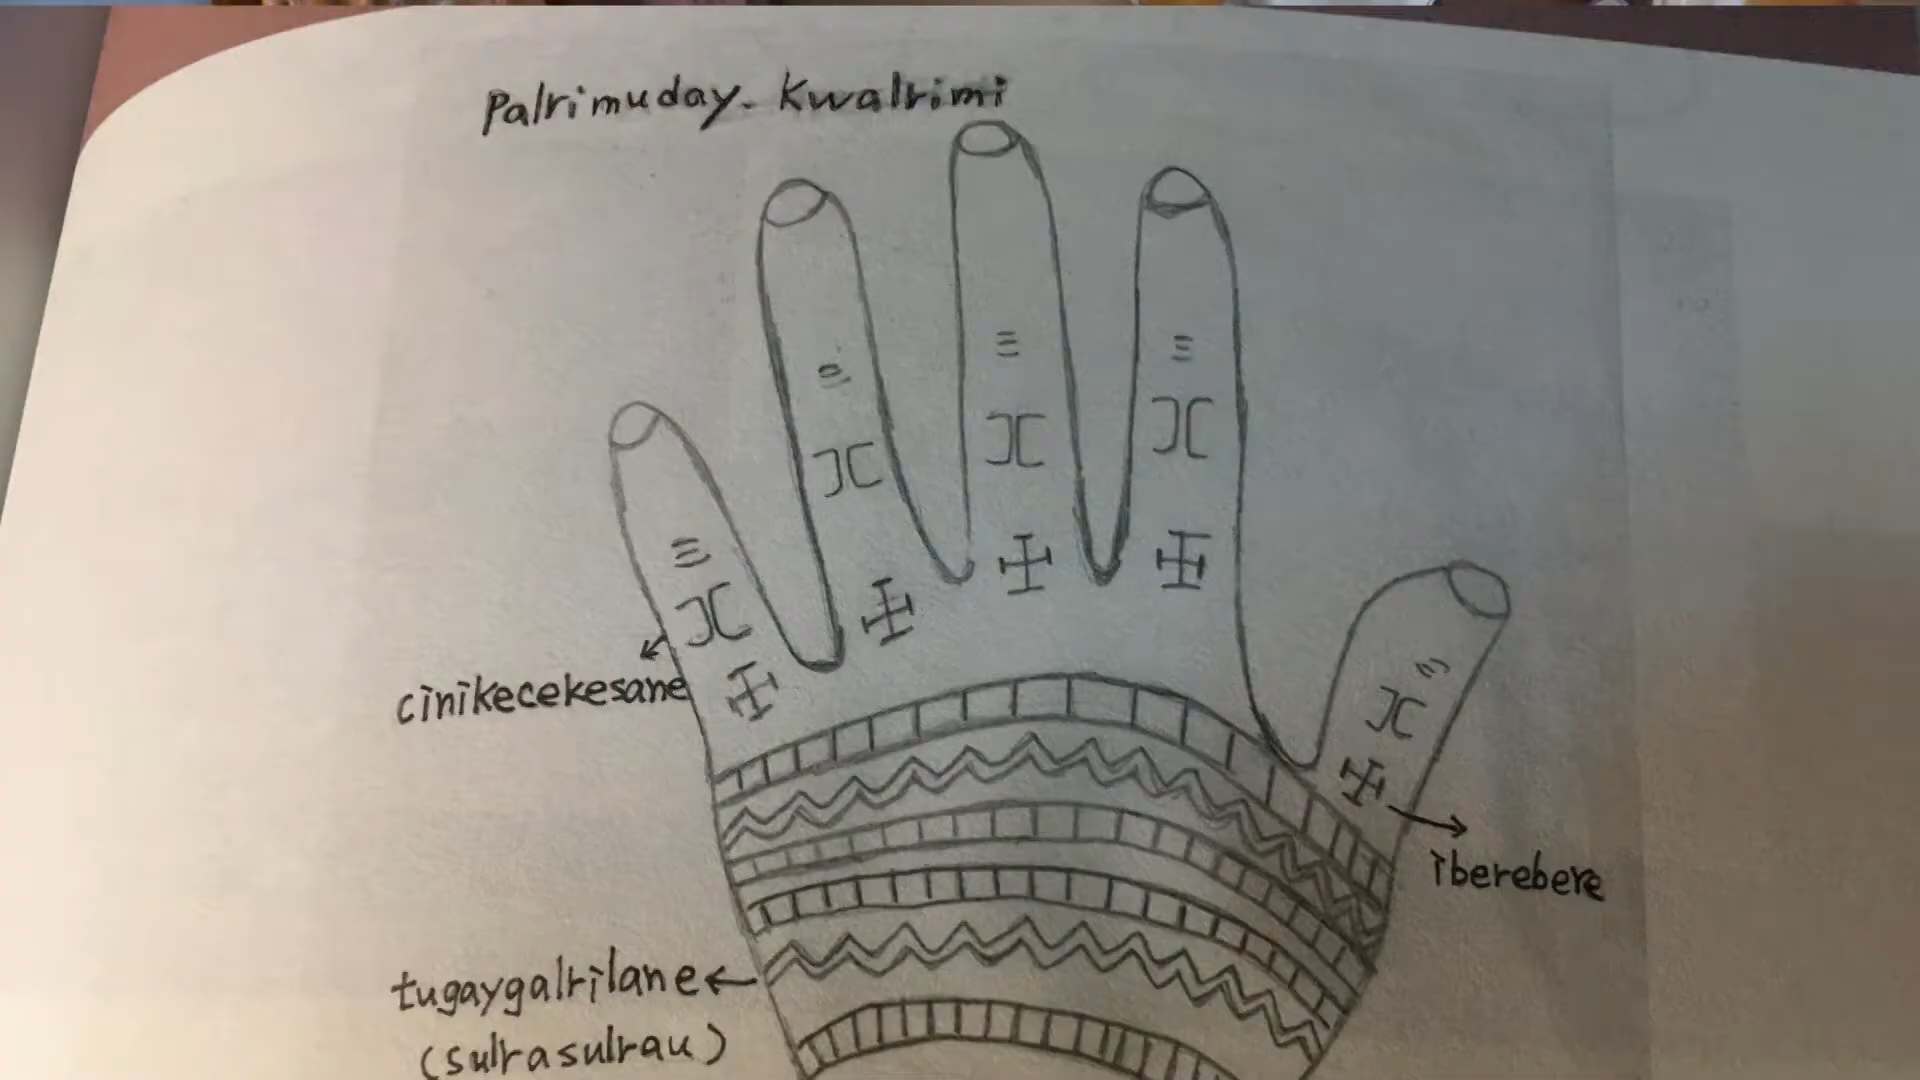 Palrimuday. Kwalrimi
cinikecekesane
iberebere
tugaygalrilane
(sulrasulrau)